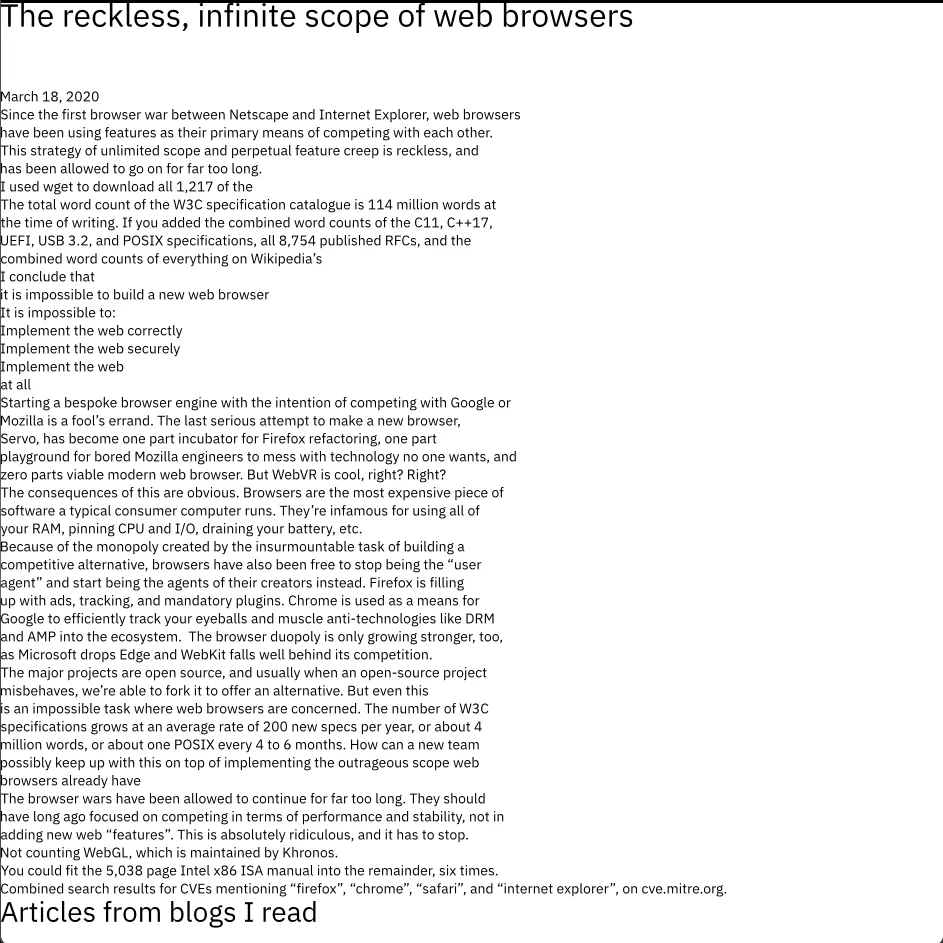 The reckless, infinite scope of web browsers
March 18, 2020
Since the first browser war between Netscape and Internet Explorer, web browsers
have been using features as their primary means of competing with each other.
This strategy of unlimited scope and perpetual feature creep is reckless, and
has been allowed to go on for far too long.
I used wget to download all 1,217 of the
The total word count of the W3C specification catalogue is 114 million words at
the time of writing. If you added the combined word counts of the C11, C++17,
UEFI, USB 3.2, and POSIX specifications, all 8,754 published RFCs, and the
combined word counts of everything on Wikipedia’s
I conclude that
it is impossible to build a new web browser
It is impossible to:
Implement the web correctly
Implement the web securely
Implement the web
at all
Starting a bespoke browser engine with the intention of competing with Google or
Mozilla is a fool’s errand. The last serious attempt to make a new browser,
Servo, has become one part incubator for Firefox refactoring, one part
playground for bored Mozilla engineers to mess with technology no one wants, and
zero parts viable modern web browser. But WebVR is cool, right? Right?
The consequences of this are obvious. Browsers are the most expensive piece of
software a typical consumer computer runs. They’re infamous for using all of
your RAM, pinning CPU and I/O, draining your battery, etc.
Because of the monopoly created by the insurmountable task of building a
competitive alternative, browsers have also been free to stop being the “user
agent” and start being the agents of their creators instead. Firefox is filling
up with ads, tracking, and mandatory plugins. Chrome is used as a means for
Google to efficiently track your eyeballs and muscle anti-technologies like DRM
and AMP into the ecosystem.  The browser duopoly is only growing stronger, too,
as Microsoft drops Edge and WebKit falls well behind its competition.
The major projects are open source, and usually when an open-source project
misbehaves, we’re able to fork it to offer an alternative. But even this
is an impossible task where web browsers are concerned. The number of W3C
specifications grows at an average rate of 200 new specs per year, or about 4
million words, or about one POSIX every 4 to 6 months. How can a new team
possibly keep up with this on top of implementing the outrageous scope web
browsers already have
The browser wars have been allowed to continue for far too long. They should
have long ago focused on competing in terms of performance and stability, not in
adding new web “features”. This is absolutely ridiculous, and it has to stop.
Not counting WebGL, which is maintained by Khronos.
You could fit the 5,038 page Intel x86 ISA manual into the remainder, six times.
Combined search results for CVEs mentioning “firefox”, “chrome”, “safari”, and “internet explorer”, on cve.mitre.org.
Articles from blogs I read